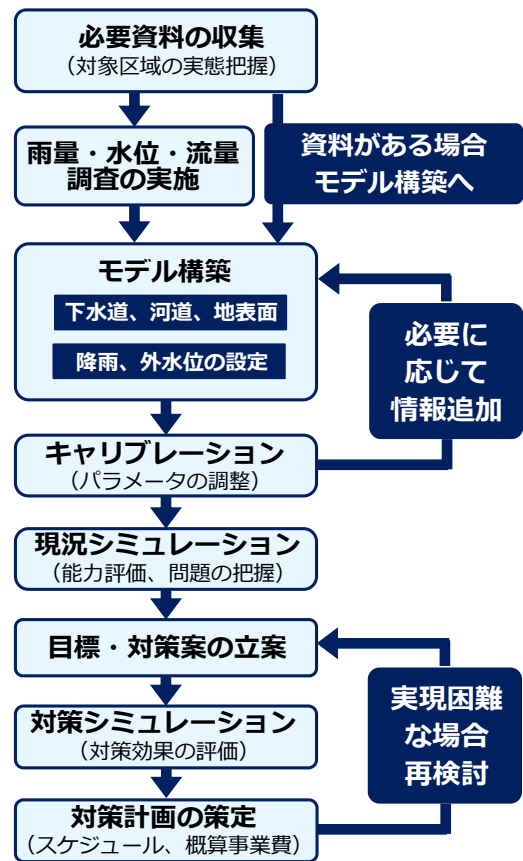 必要資料の収集
（対象区域の実態把握）
雨量・水位・流量
調査の実施
資料がある場合
モデル構築へ
モデル構築
下水道、河道、地表面
降雨、外水位の設定
必要に
応じて
情報追加
キャリブレーション
（パラメータの調整）
現況シミュレーション
（能力評価、問題の把握）
目標・対策案の立案
対策シミュレーション
（対策効果の評価）
実現困難
な場合
再検討
対策計画の策定
（スケジュール、概算事業費）